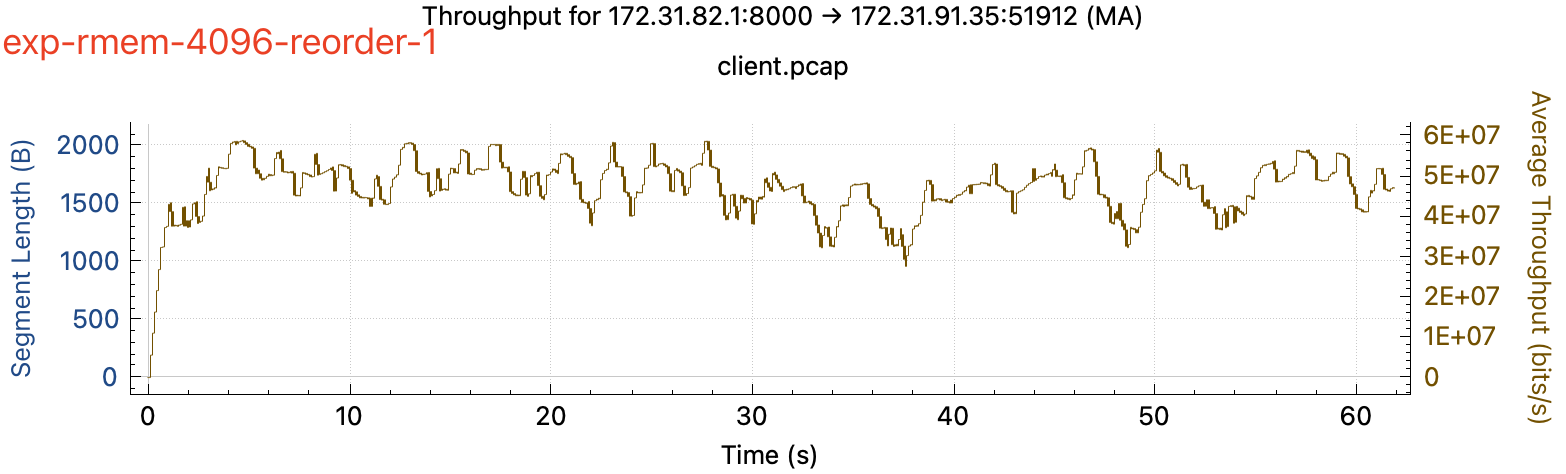 Throughput for 172.31.82.1:8000 → 172.31.91.35:51912 (MA)
exp-rmem-4096-reorder-1
client.pcap
Segment Length (B)
2000
1500
1000
500
0
6E+07
5E+07
4E+07
3E+07
2E+07
1E+07
0
Average Throughput (bits/s)
0 10 20 30 40 50 60
Time (s)